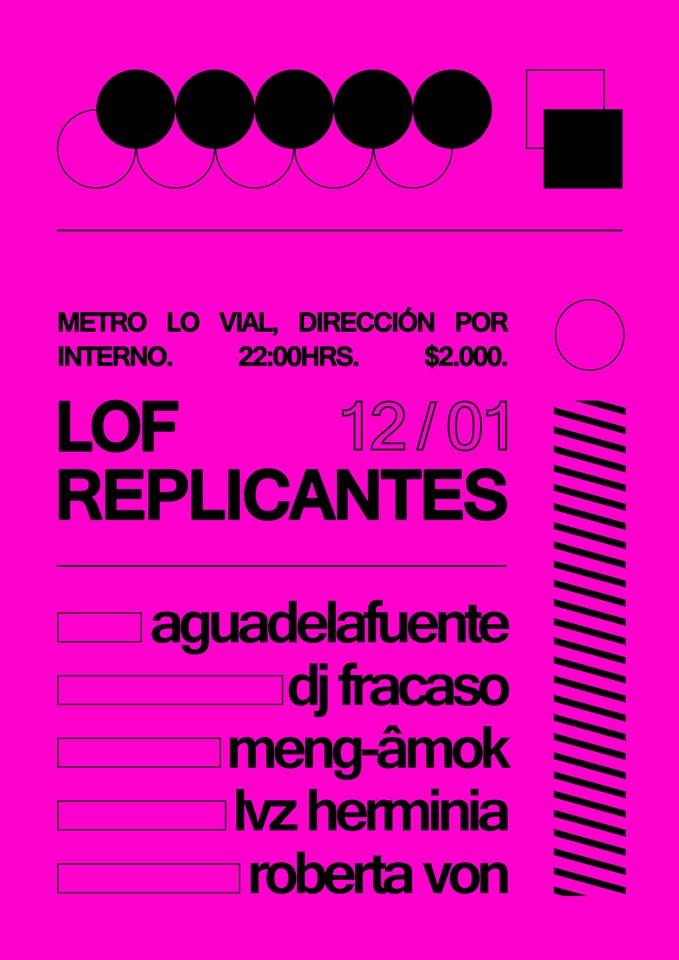 METRO LO VIAL, DIRECCIÓN POR
INTERNO. 22:00HRS. $2.000.
LOF 12/01
REPLICANTES
aguadelafuente
dj fracaso
meng-âmok
lvz herminia
roberta von